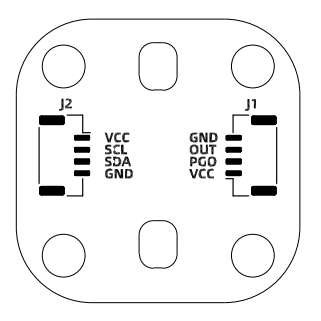 J2
VCC
SCL
SDA
GND
J1
GND
OUT
PGO
VCC